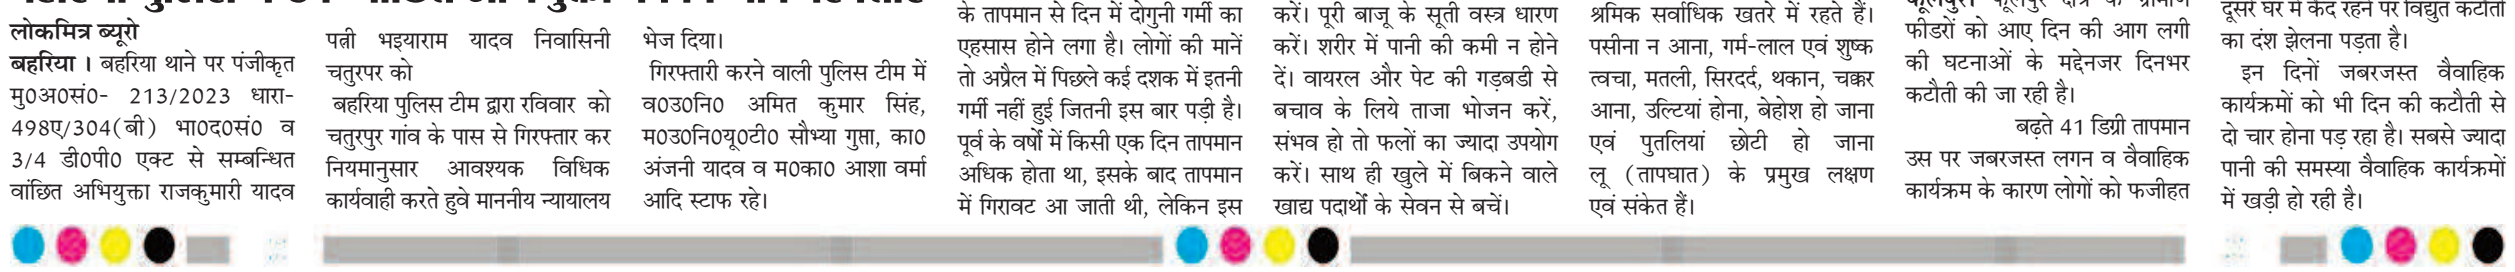 लोकमित्र ब्यूरो
बहरिया । बहरिया थाने पर पंजीकृत
मु0अ0सं0- 213/2023 धारा-
498ए/304(बी) भा0द0सं0 व
3/4 डी0पी0 एक्ट से सम्बन्धित
वांछित अभियुक्ता राजकुमारी यादव
पत्नी भइयाराम यादव निवासिनी
चतुरपर को
बहरिया पुलिस टीम द्वारा रविवार को
चतुरपुर गांव के पास से गिरफ्तार कर
नियमानुसार आवश्यक विधिक
कार्यवाही करते हुवे माननीय न्यायालय
भेज दिया।
गिरफ्तारी करने वाली पुलिस टीम में
व0उ0नि0 अमित कुमार सिंह,
म0उ0नि0यू0टी0 सौभ्या गुप्ता, का0
अंजनी यादव व म0का0 आशा वर्मा
आदि स्टाफ रहे।
के तापमान से दिन में दोगुनी गर्मी का
एहसास होने लगा है। लोगों की मानें
तो अप्रैल में पिछले कई दशक में इतनी
गर्मी नहीं हुई जितनी इस बार पड़ी है।
पूर्व के वर्षों में किसी एक दिन तापमान
अधिक होता था, इसके बाद तापमान
में गिरावट आ जाती थी, लेकिन इस
करें। पूरी बाजू के सूती वस्त्र धारण
करें। शरीर में पानी की कमी न होने
दें। वायरल और पेट की गड़बडी से
बचाव के लिये ताजा भोजन करें,
संभव हो तो फलों का ज्यादा उपयोग
करें। साथ ही खुले में बिकने वाले
खाद्य पदार्थों के सेवन से बचें।
श्रमिक सर्वाधिक खतरे में रहते हैं।
पसीना न आना, गर्म-लाल एवं शुष्क
त्वचा, मतली, सिरदर्द, थकान, चक्कर
आना, उल्टियां होना, बेहोश हो जाना
एवं पुतलियां छोटी हो जाना
लू (तापघात) के प्रमुख लक्षण
एवं संकेत हैं।
फूलपुर। फूलपुर क्षेत्र के ग्रामीण
फीडरों को आए दिन की आग लगी
की घटनाओं के मद्देनजर दिनभर
कटौती की जा रही है।
बढ़ते 41 डिग्री तापमान
उस पर जबरजस्त लगन व वैवाहिक
कार्यक्रम के कारण लोगों को फजीहत
दूसरे घर में कैद रहने पर विद्युत कटौती
का दंश झेलना पड़ता है।
इन दिनों जबरजस्त वैवाहिक
कार्यक्रमों को भी दिन की कटौती से
दो चार होना पड़ रहा है। सबसे ज्यादा
पानी की समस्या वैवाहिक कार्यक्रमों
में खड़ी हो रही है।